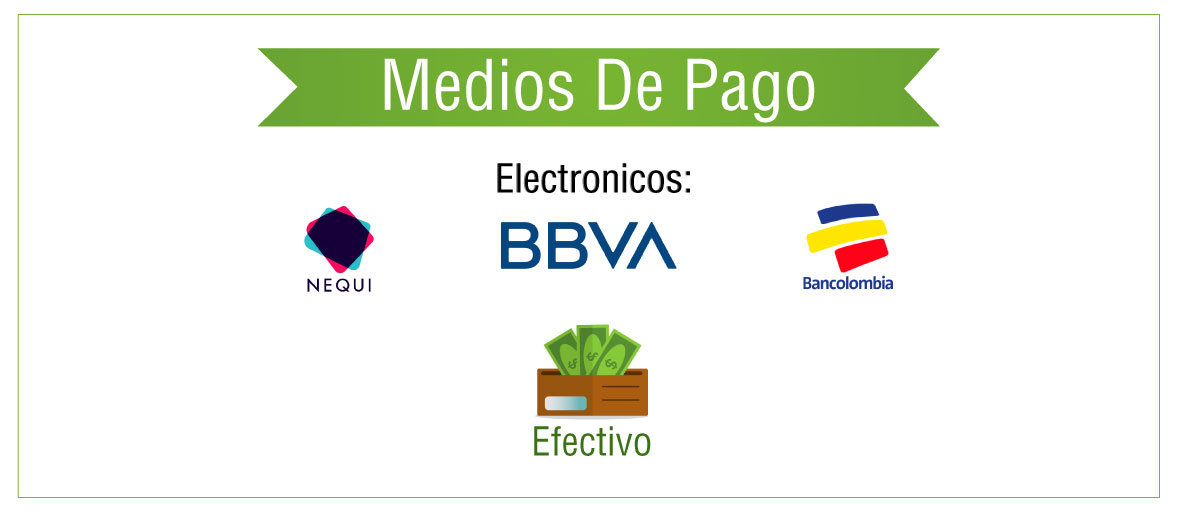 Medios De Pago
Electronicos:
NEQUI
BBVA
Bancolombia
Efectivo